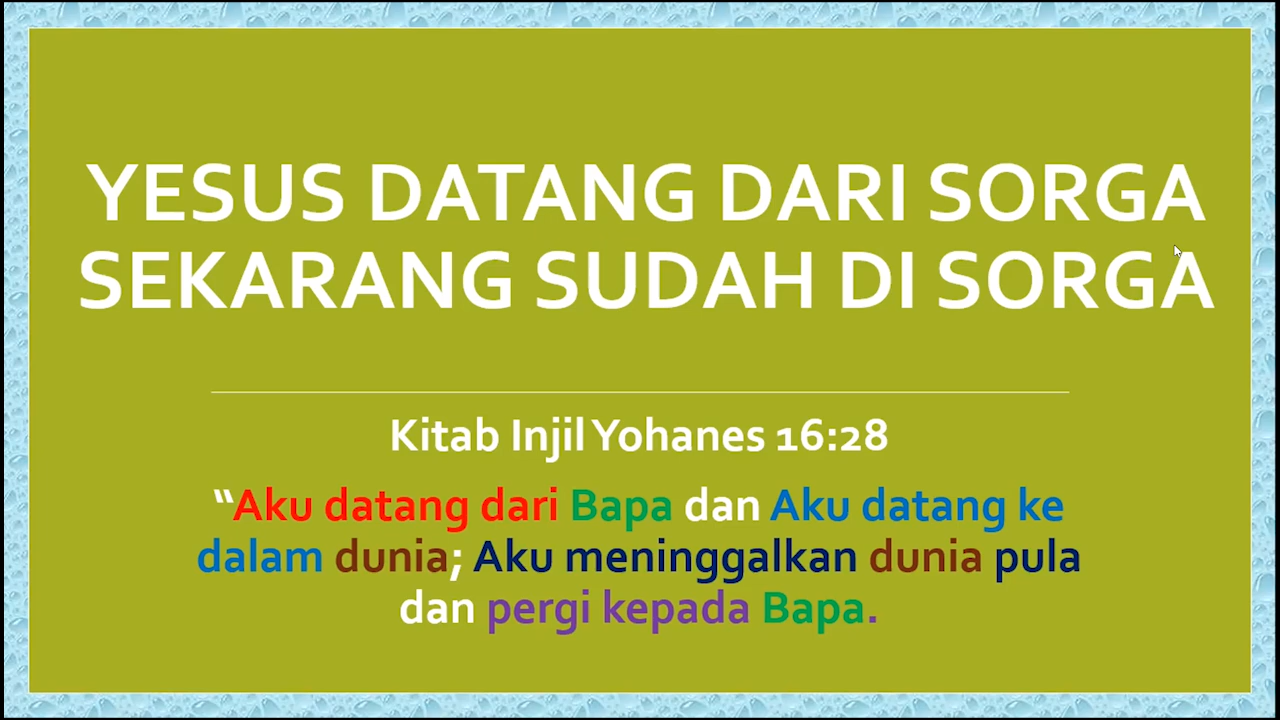 YESUS DATANG DARI SORGA
SEKARANG SUDAH DI SORGA
Kitab Injil Yohanes 16:28
“Aku datang dari Bapa dan Aku datang ke
dalam dunia; Aku meninggalkan dunia pula
dan pergi kepada Bapa.